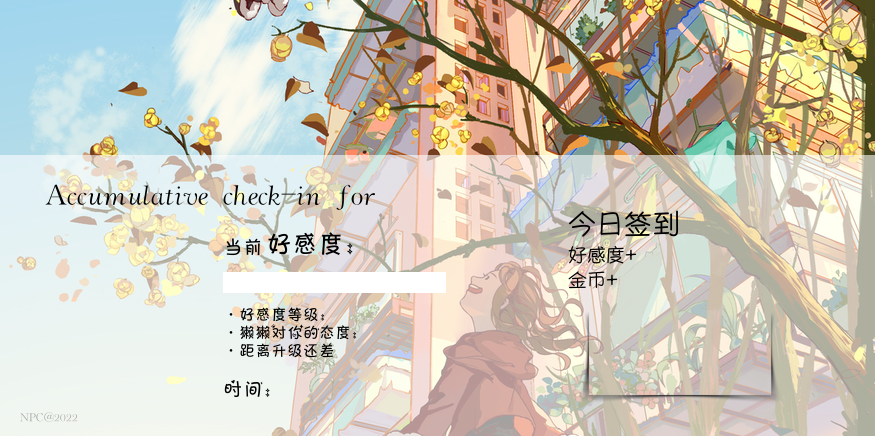 Accumulative check-in for
当前 好感度：
· 好感度等级：
· 獭獭对你的态度：
· 距离升级还差
时间：
今日签到
好感度+
金币+
NPC@2022